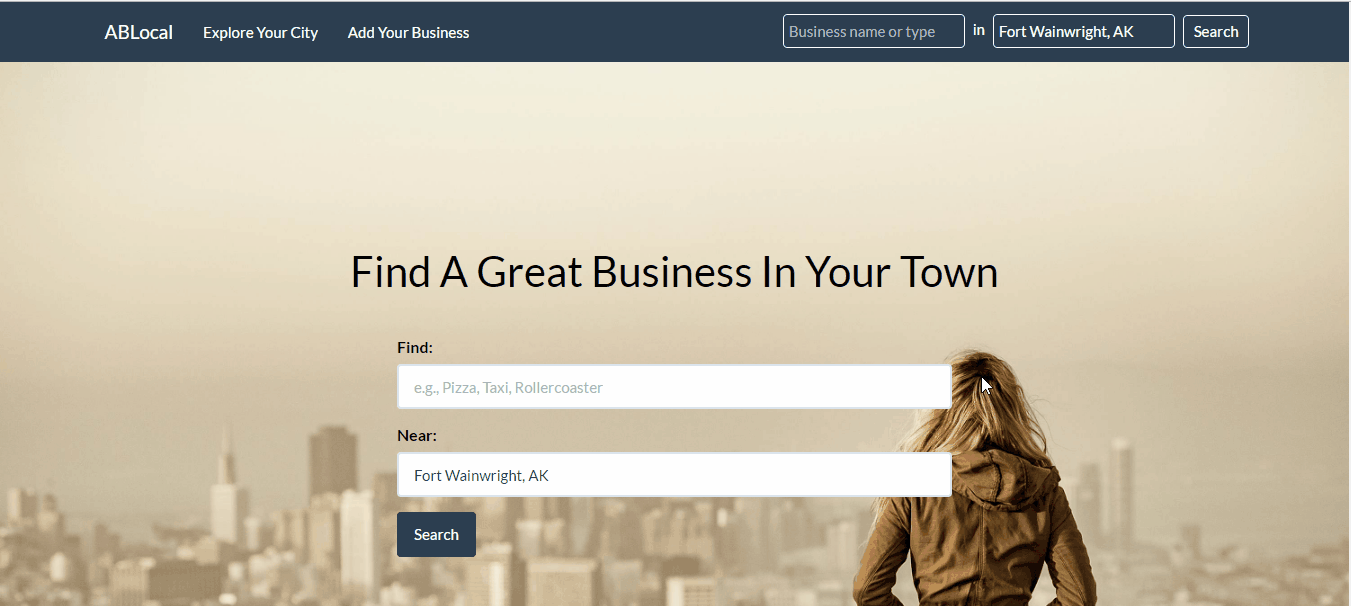 ABLocal Explore Your City Add Your Business Business name or type in Fort Wainwright, AK Search
Find A Great Business In Your Town
Find:
e.g., Pizza, Taxi, Rollercoaster
Near:
Fort Wainwright, AK
Search